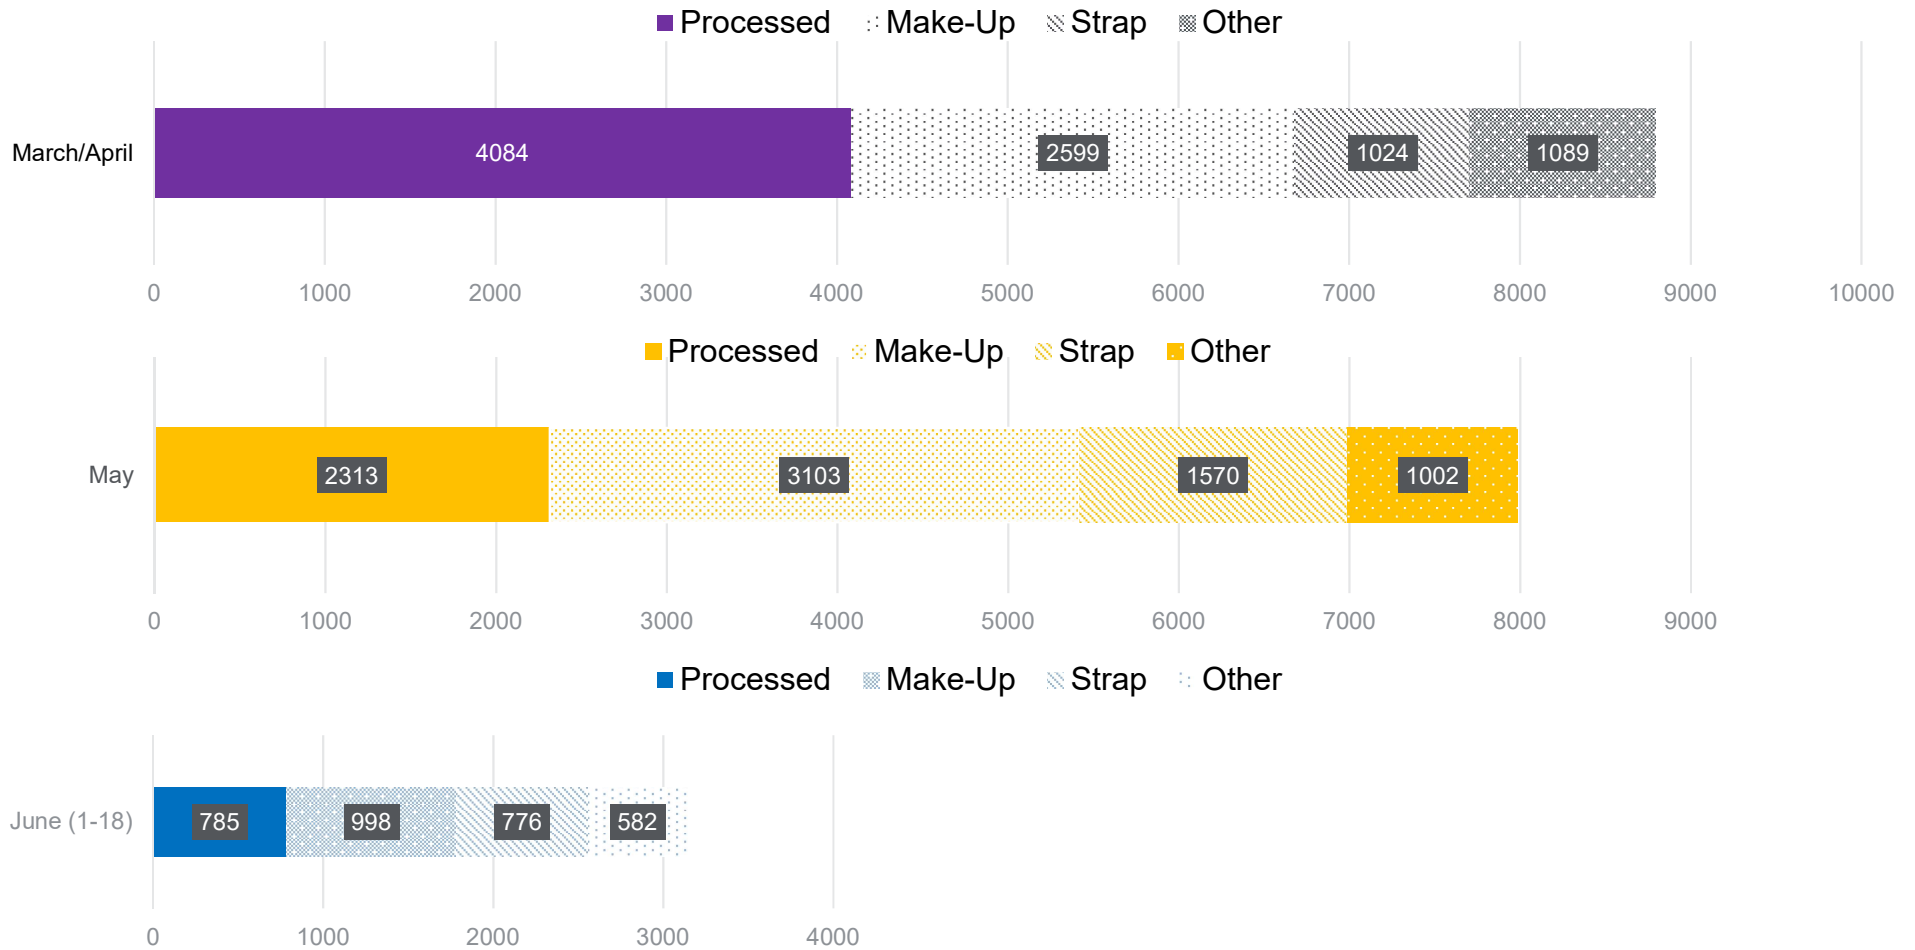 Processed Make-Up Strap Other
March/April 4084 2599 1024 1089
0 1000 2000 3000 4000 5000 6000 7000 8000 9000 10000
Processed Make-Up Strap Other
May 2313 3103 1570 1002
0 1000 2000 3000 4000 5000 6000 7000 8000 9000
Processed Make-Up Strap Other
June (1-18) 785 998 776 582
0 1000 2000 3000 4000